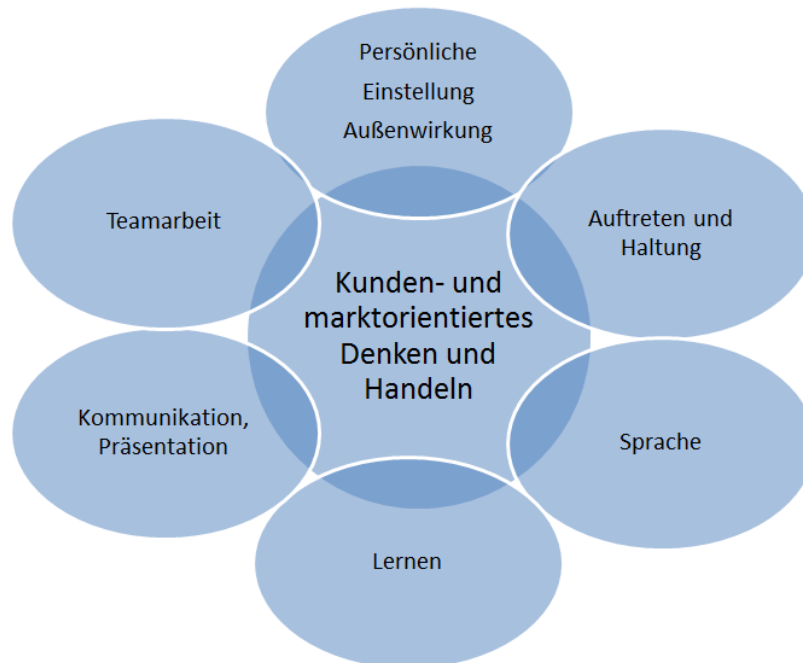 Persönliche
Einstellung
Außenwirkung
Teamarbeit
Auftreten und
Haltung
Kunden- und
marktorientiertes
Denken und
Handeln
Kommunikation,
Präsentation
Sprache
Lernen